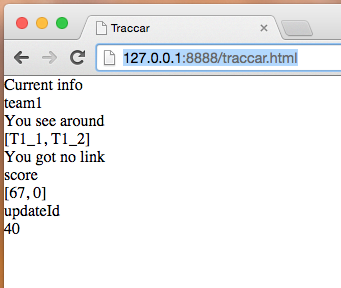 Traccar
127.0.0.1:8888/traccar.html
Current info
team1
You see around
[T1_1, T1_2]
You got no link
score
[67, 0]
updateId
40